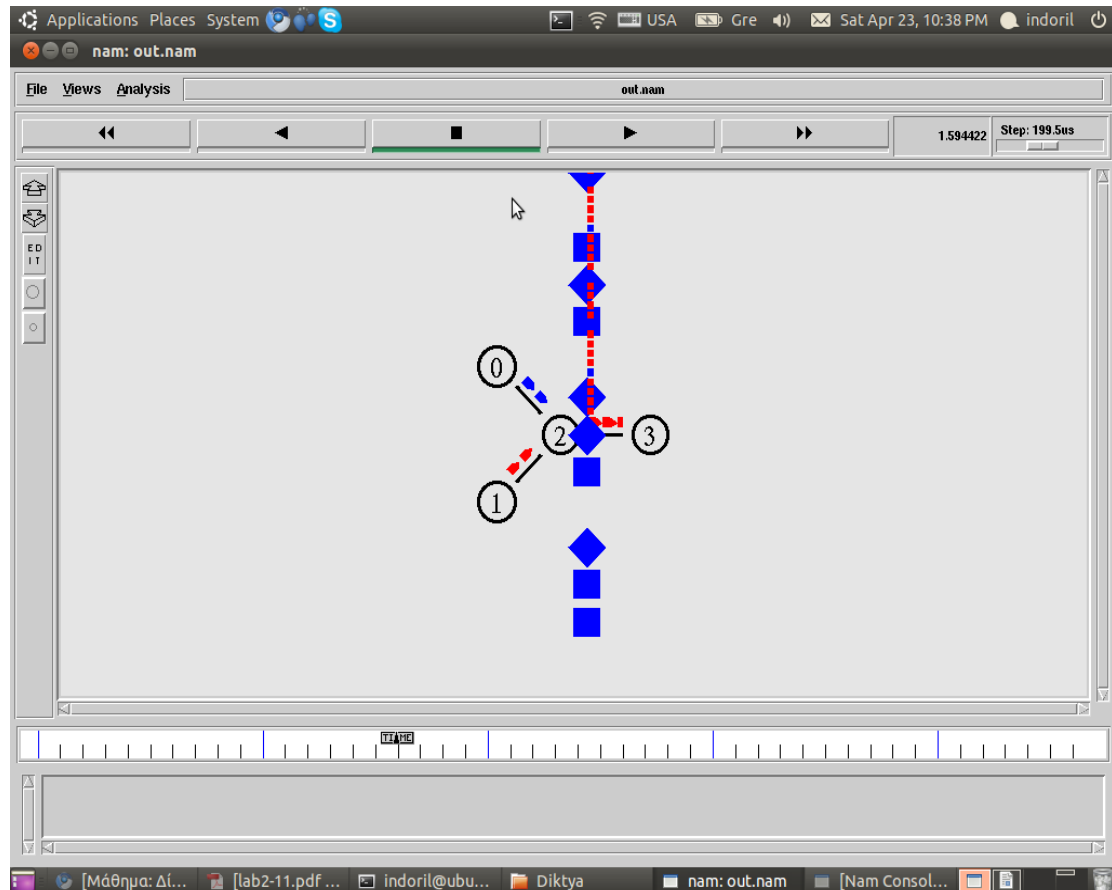 Applications Places System USA Gre Sat Apr 23, 10:38 PM indoril
nam: out.nam
File Views Analysis out.nam
1.594422 Step: 199.5us
E D
I T
0
2 3
1
TIME
[Μάθημα: Δί... [lab2-11.pdf ... indoril@ubu... Diktya nam: out.nam [Nam Consol...